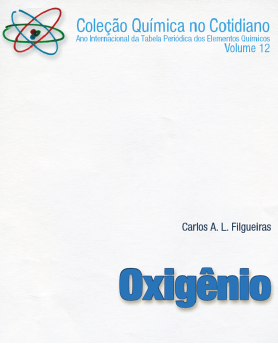 Coleção Química no Cotidiano
Ano Internacional da Tabela Periódica dos Elementos Químicos
Volume 12
Carlos A. L. Filgueiras
Oxigênio